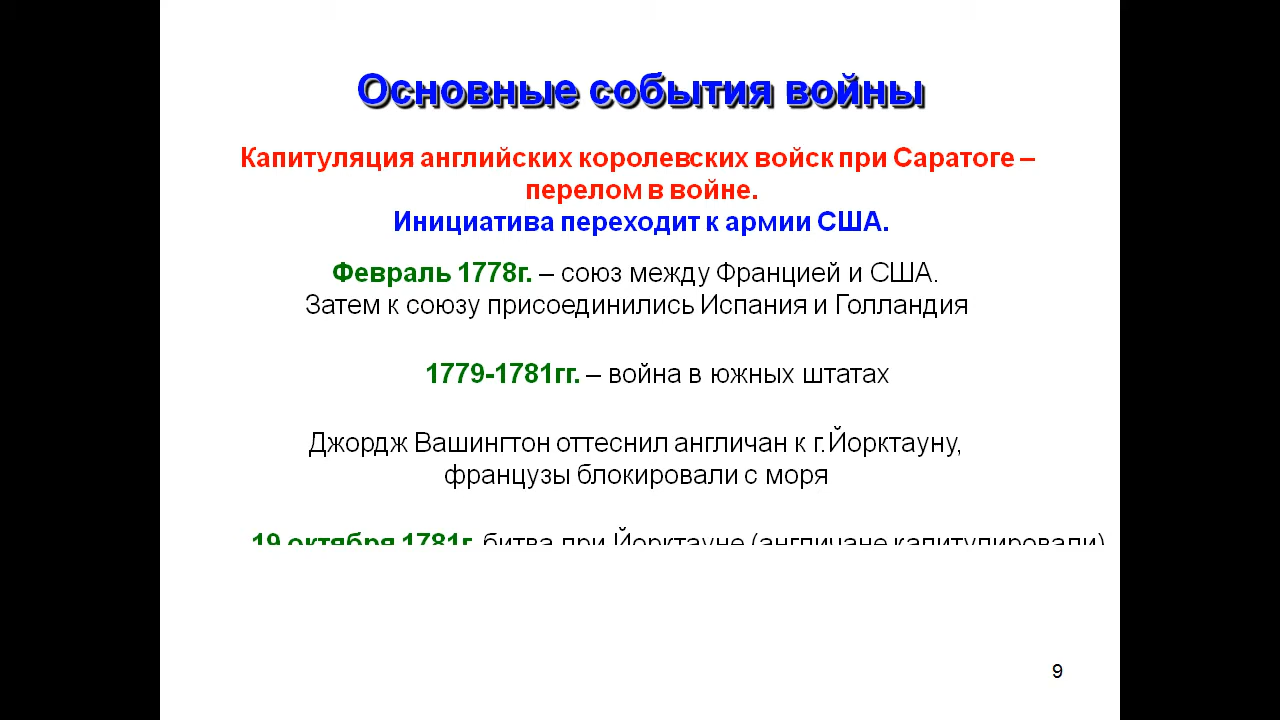 Основные события войны
Капитуляция английских королевских войск при Саратоге –
перелом в войне.
Инициатива переходит к армии США.
Февраль 1778г. – союз между Францией и США.
Затем к союзу присоединились Испания и Голландия
1779-1781гг. – война в южных штатах
Джордж Вашингтон оттеснил англичан к г.Йорктауну,
французы блокировали с моря
19 октября 1781г. битва при Йорктауне (англичане капитулировали)
9